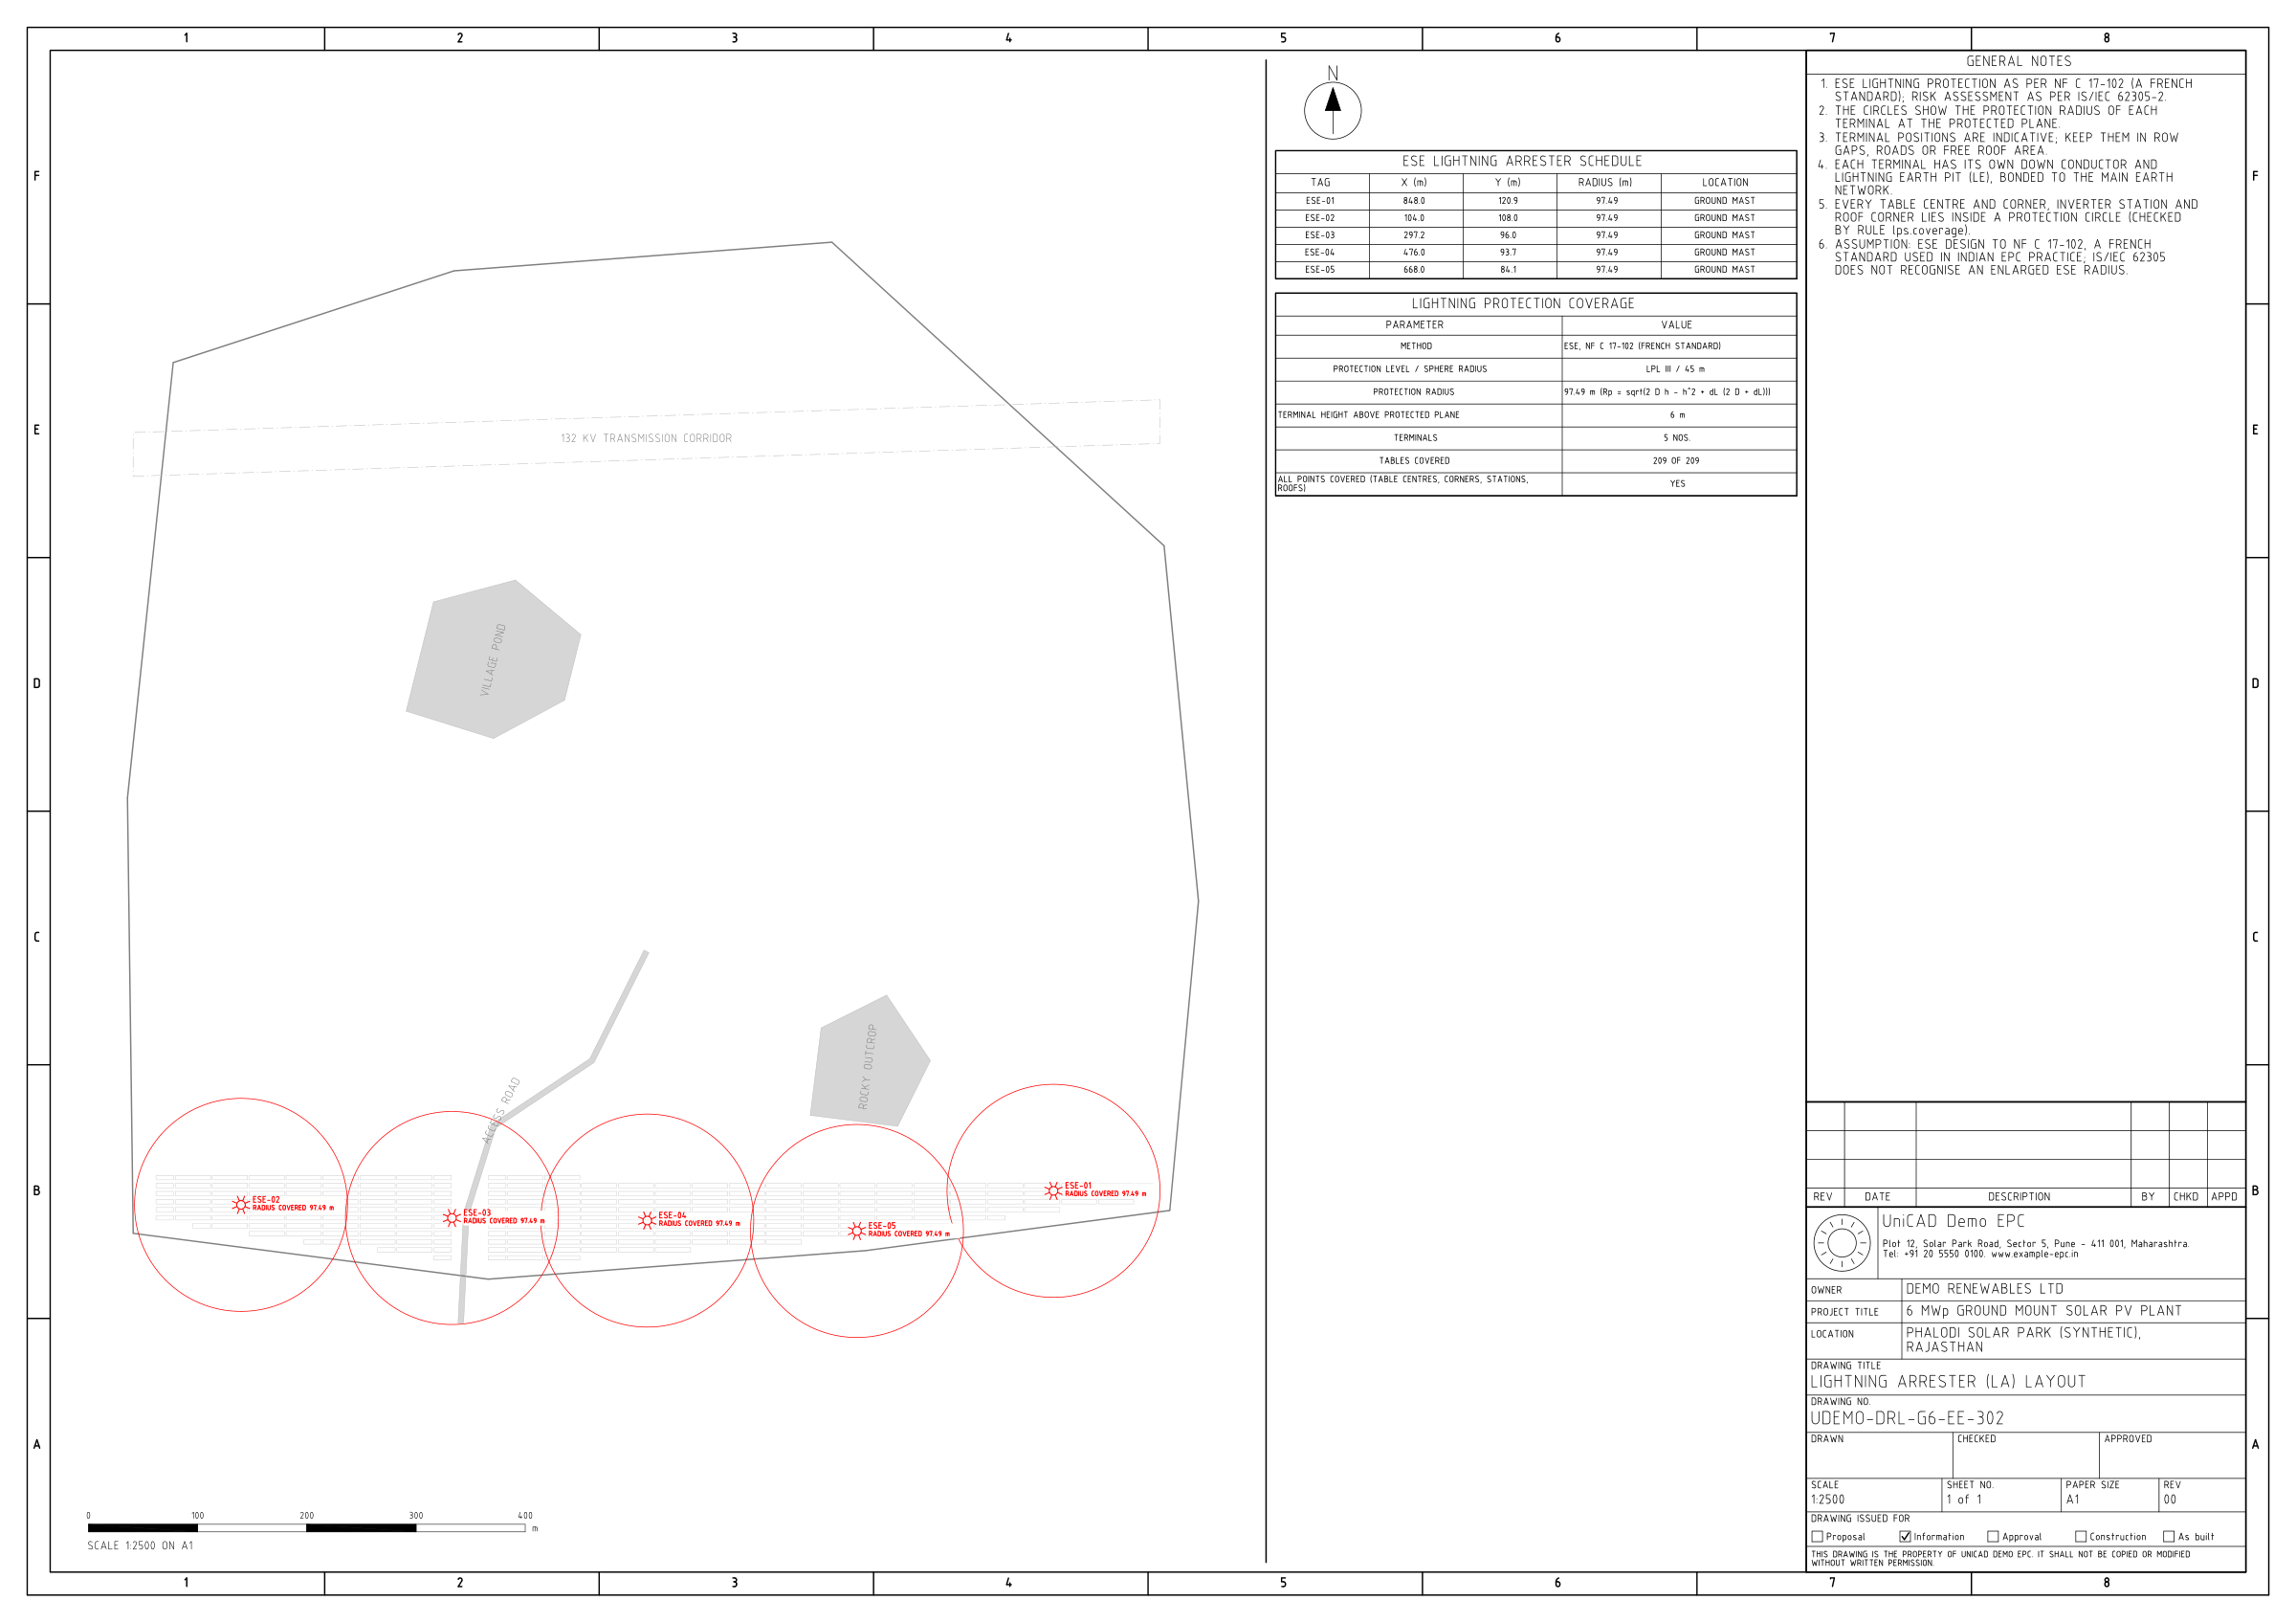 1 2 3 4 5 6 7 8
F
E
D
C
B
A
132 KV TRANSMISSION CORRIDOR
VILLAGE POND
ROCKY OUTCROP
ACCESS ROAD
ESE-01
RADIUS COVERED 97.49 m
ESE-02
RADIUS COVERED 97.49 m
ESE-03
RADIUS COVERED 97.49 m
ESE-04
RADIUS COVERED 97.49 m
ESE-05
RADIUS COVERED 97.49 m
0 100 200 300 400
m
SCALE 1:2500 ON A1
N
ESE LIGHTNING ARRESTER SCHEDULE
TAG X (m) Y (m) RADIUS (m) LOCATION
ESE-01 848.0 120.9 97.49 GROUND MAST
ESE-02 104.0 108.0 97.49 GROUND MAST
ESE-03 297.2 96.0 97.49 GROUND MAST
ESE-04 476.0 93.7 97.49 GROUND MAST
ESE-05 668.0 84.1 97.49 GROUND MAST
LIGHTNING PROTECTION COVERAGE
PARAMETER VALUE
METHOD ESE, NF C 17-102 (FRENCH STANDARD)
PROTECTION LEVEL / SPHERE RADIUS LPL III / 45 m
PROTECTION RADIUS 97.49 m (Rp = sqrt(2 D h - h^2 + dL (2 D + dL)))
TERMINAL HEIGHT ABOVE PROTECTED PLANE 6 m
TERMINALS 5 NOS.
TABLES COVERED 209 OF 209
ALL POINTS COVERED (TABLE CENTRES, CORNERS, STATIONS,
ROOFS) YES
GENERAL NOTES
1. ESE LIGHTNING PROTECTION AS PER NF C 17-102 (A FRENCH
STANDARD); RISK ASSESSMENT AS PER IS/IEC 62305-2.
2. THE CIRCLES SHOW THE PROTECTION RADIUS OF EACH
TERMINAL AT THE PROTECTED PLANE.
3. TERMINAL POSITIONS ARE INDICATIVE; KEEP THEM IN ROW
GAPS, ROADS OR FREE ROOF AREA.
4. EACH TERMINAL HAS ITS OWN DOWN CONDUCTOR AND
LIGHTNING EARTH PIT (LE), BONDED TO THE MAIN EARTH
NETWORK.
5. EVERY TABLE CENTRE AND CORNER, INVERTER STATION AND
ROOF CORNER LIES INSIDE A PROTECTION CIRCLE (CHECKED
BY RULE lps.coverage).
6. ASSUMPTION: ESE DESIGN TO NF C 17-102, A FRENCH
STANDARD USED IN INDIAN EPC PRACTICE; IS/IEC 62305
DOES NOT RECOGNISE AN ENLARGED ESE RADIUS.
REV DATE DESCRIPTION BY CHKD APPD
UniCAD Demo EPC
Plot 12, Solar Park Road, Sector 5, Pune - 411 001, Maharashtra.
Tel: +91 20 5550 0100. www.example-epc.in
OWNER DEMO RENEWABLES LTD
PROJECT TITLE 6 MWp GROUND MOUNT SOLAR PV PLANT
LOCATION PHALODI SOLAR PARK (SYNTHETIC),
RAJASTHAN
DRAWING TITLE
LIGHTNING ARRESTER (LA) LAYOUT
DRAWING NO.
UDEMO-DRL-G6-EE-302
DRAWN CHECKED APPROVED
SCALE SHEET NO. PAPER SIZE REV
1:2500 1 of 1 A1 00
DRAWING ISSUED FOR
Proposal Information Approval Construction As built
THIS DRAWING IS THE PROPERTY OF UNICAD DEMO EPC. IT SHALL NOT BE COPIED OR MODIFIED
WITHOUT WRITTEN PERMISSION.
F
E
D
C
B
A
1 2 3 4 5 6 7 8